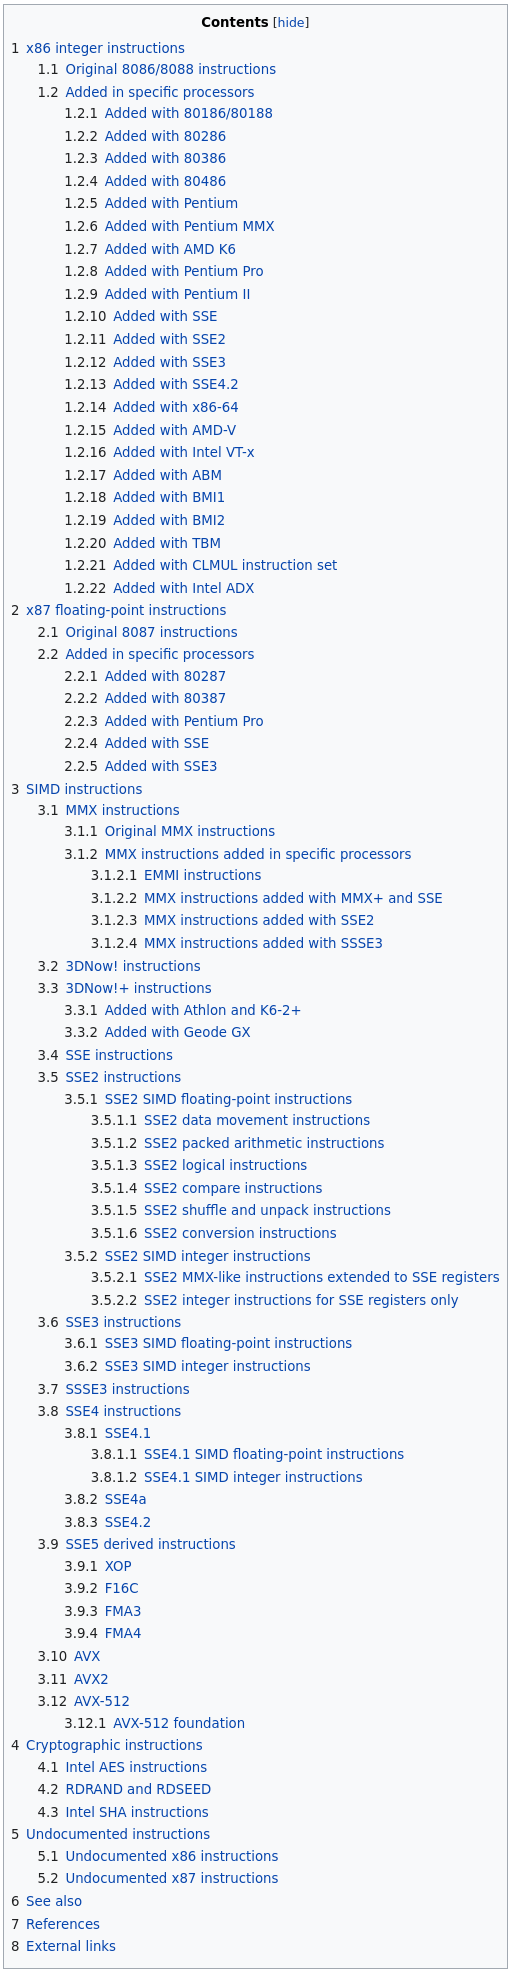 Contents [hide]
1 x86 integer instructions
1.1 Original 8086/8088 instructions
1.2 Added in specific processors
1.2.1 Added with 80186/80188
1.2.2 Added with 80286
1.2.3 Added with 80386
1.2.4 Added with 80486
1.2.5 Added with Pentium
1.2.6 Added with Pentium MMX
1.2.7 Added with AMD K6
1.2.8 Added with Pentium Pro
1.2.9 Added with Pentium II
1.2.10 Added with SSE
1.2.11 Added with SSE2
1.2.12 Added with SSE3
1.2.13 Added with SSE4.2
1.2.14 Added with x86-64
1.2.15 Added with AMD-V
1.2.16 Added with Intel VT-x
1.2.17 Added with ABM
1.2.18 Added with BMI1
1.2.19 Added with BMI2
1.2.20 Added with TBM
1.2.21 Added with CLMUL instruction set
1.2.22 Added with Intel ADX
2 x87 floating-point instructions
2.1 Original 8087 instructions
2.2 Added in specific processors
2.2.1 Added with 80287
2.2.2 Added with 80387
2.2.3 Added with Pentium Pro
2.2.4 Added with SSE
2.2.5 Added with SSE3
3 SIMD instructions
3.1 MMX instructions
3.1.1 Original MMX instructions
3.1.2 MMX instructions added in specific processors
3.1.2.1 EMMI instructions
3.1.2.2 MMX instructions added with MMX+ and SSE
3.1.2.3 MMX instructions added with SSE2
3.1.2.4 MMX instructions added with SSSE3
3.2 3DNow! instructions
3.3 3DNow!+ instructions
3.3.1 Added with Athlon and K6-2+
3.3.2 Added with Geode GX
3.4 SSE instructions
3.5 SSE2 instructions
3.5.1 SSE2 SIMD floating-point instructions
3.5.1.1 SSE2 data movement instructions
3.5.1.2 SSE2 packed arithmetic instructions
3.5.1.3 SSE2 logical instructions
3.5.1.4 SSE2 compare instructions
3.5.1.5 SSE2 shuffle and unpack instructions
3.5.1.6 SSE2 conversion instructions
3.5.2 SSE2 SIMD integer instructions
3.5.2.1 SSE2 MMX-like instructions extended to SSE registers
3.5.2.2 SSE2 integer instructions for SSE registers only
3.6 SSE3 instructions
3.6.1 SSE3 SIMD floating-point instructions
3.6.2 SSE3 SIMD integer instructions
3.7 SSSE3 instructions
3.8 SSE4 instructions
3.8.1 SSE4.1
3.8.1.1 SSE4.1 SIMD floating-point instructions
3.8.1.2 SSE4.1 SIMD integer instructions
3.8.2 SSE4a
3.8.3 SSE4.2
3.9 SSE5 derived instructions
3.9.1 XOP
3.9.2 F16C
3.9.3 FMA3
3.9.4 FMA4
3.10 AVX
3.11 AVX2
3.12 AVX-512
3.12.1 AVX-512 foundation
4 Cryptographic instructions
4.1 Intel AES instructions
4.2 RDRAND and RDSEED
4.3 Intel SHA instructions
5 Undocumented instructions
5.1 Undocumented x86 instructions
5.2 Undocumented x87 instructions
6 See also
7 References
8 External links